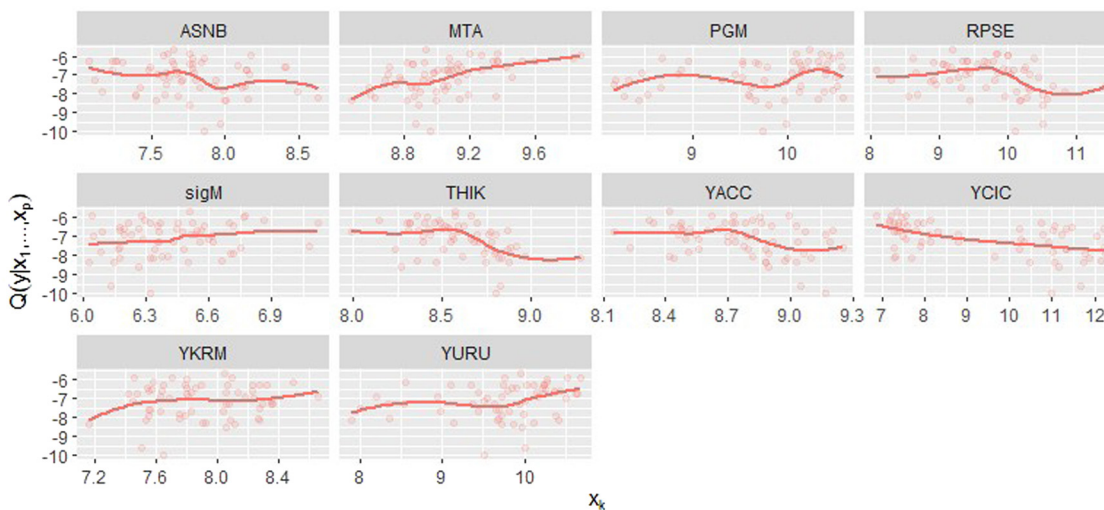 ASNB MTA PGM RPSE
-6
-7
-8
-9
-10
7.5 8.0 8.5 8.8 9.2 9.6 9 10 8 9 10 11
sigM THIK YACC YCIC
-6
-7
-8
-9
-10
6.0 6.3 6.6 6.9 8.0 8.5 9.0 8.1 8.4 8.7 9.0 9.3 7 8 9 10 11 12
YKRM YURU
-6
-7
-8
-9
-10
7.2 7.6 8.0 8.4 8 9 10
Q(y|x₁,...,xₚ)
xₖ